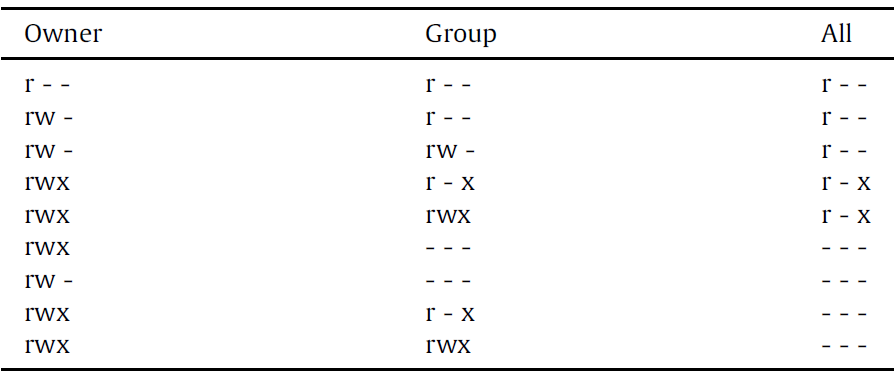 Owner Group All
r - - r - - r - -
rw - r - - r - -
rw - rw - r - -
rwx r - x r - x
rwx rwx r - x
rwx - - - - - -
rw - - - - - - -
rwx r - x - - -
rwx rwx - - -